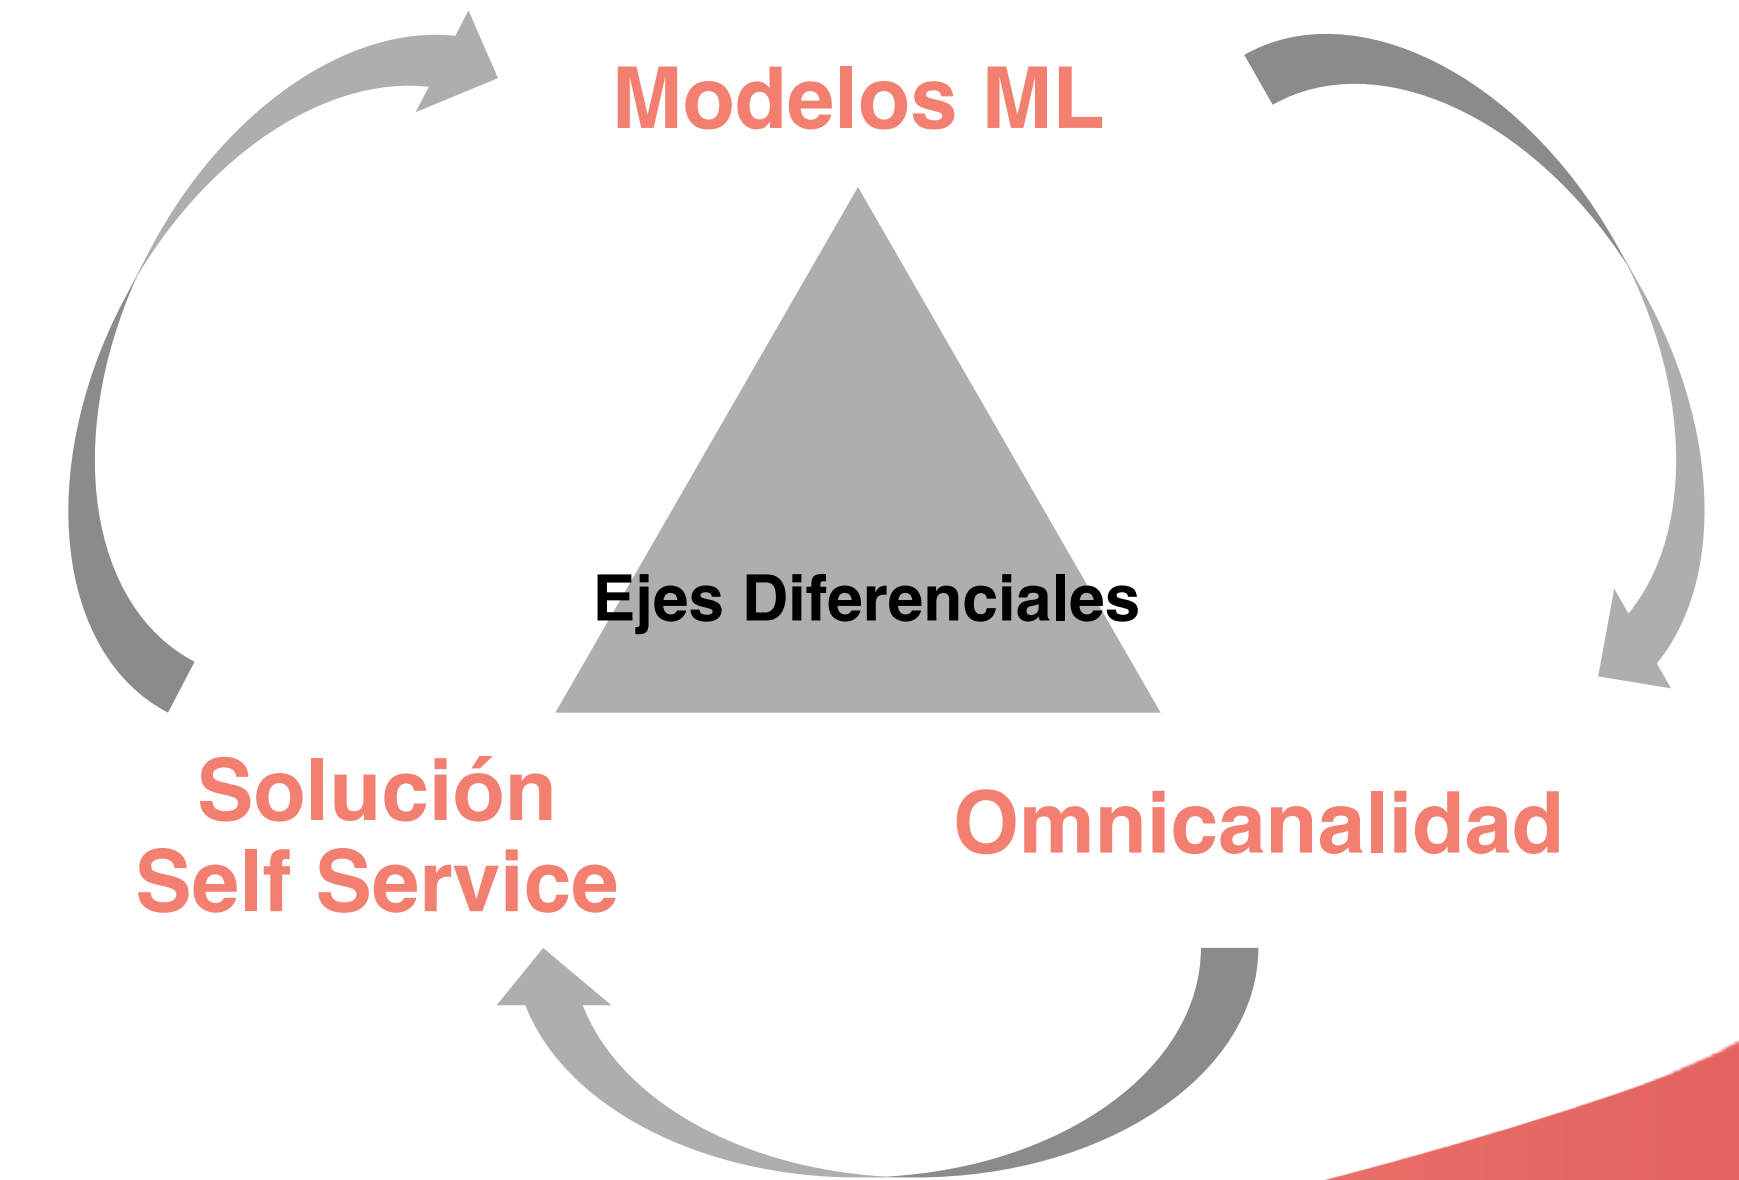 Modelos ML
Ejes Diferenciales
Solución
Self Service
Omnicanalidad